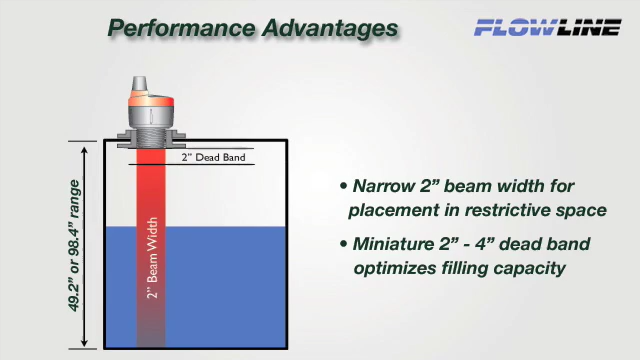 Performance Advantages
FLOWLINE
2” Dead Band
49.2” or 98.4” range
2” Beam Width
• Narrow 2” beam width for
placement in restrictive space
• Miniature 2” - 4” dead band
optimizes filling capacity